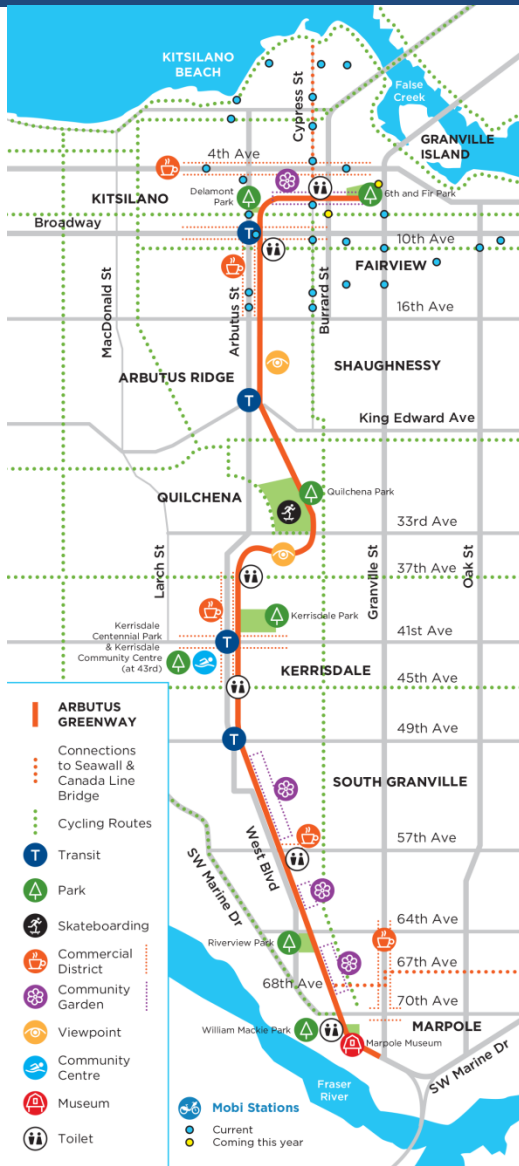 KITSILANO
BEACH
Cypress St
False
Creek
GRANVILLE
ISLAND
4th Ave
KITSILANO
Delamont
Park
6th and Fir Park
Broadway
T
10th Ave
FAIRVIEW
MacDonald St
Arbutus St
Burrard St
16th Ave
ARBUTUS RIDGE
SHAUGHNESSY
T
King Edward Ave
QUILCHENA
Quilchena Park
33rd Ave
Larch St
37th Ave
Granville St
Oak St
Kerrisdale
Centennial Park
& Kerrisdale
Community Centre
(at 43rd)
Kerrisdale Park
T
41st Ave
KERRISDALE
45th Ave
T
49th Ave
SOUTH GRANVILLE
West Blvd
57th Ave
SW Marine Dr
64th Ave
Riverview Park
67th Ave
68th Ave
70th Ave
William Mackie Park
MARPOLE
Marpole Museum
SW Marine Dr
Fraser
River
ARBUTUS
GREENWAY
Connections
to Seawall &
Canada Line
Bridge
Cycling Routes
T Transit
Park
Skateboarding
Commercial
District
Community
Garden
Viewpoint
Community
Centre
Museum
Toilet
Mobi Stations
Current
Coming this year